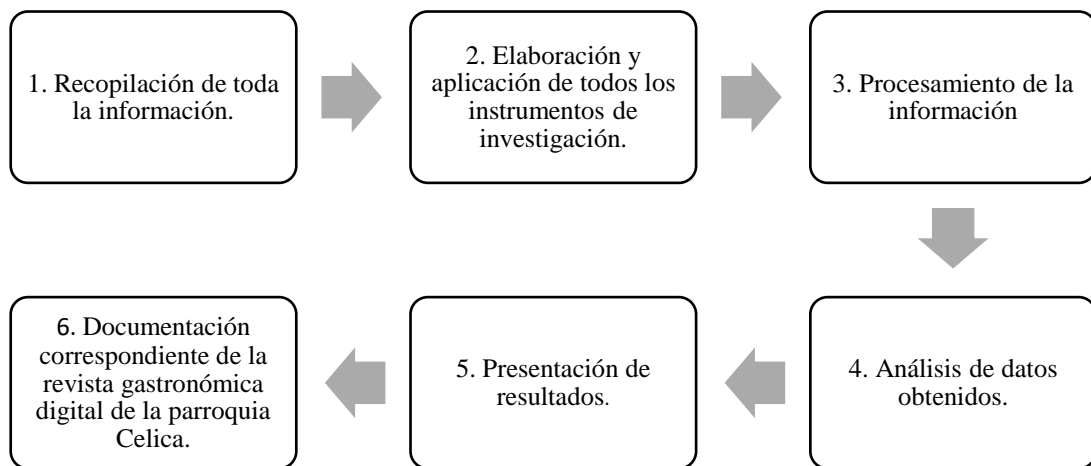 1. Recopilación de toda
la información.
2. Elaboración y
aplicación de todos los
instrumentos de
investigación.
3. Procesamiento de la
información
4. Análisis de datos
obtenidos.
5. Presentación de
resultados.
6. Documentación
correspondiente de la
revista gastronómica
digital de la parroquia
Celica.